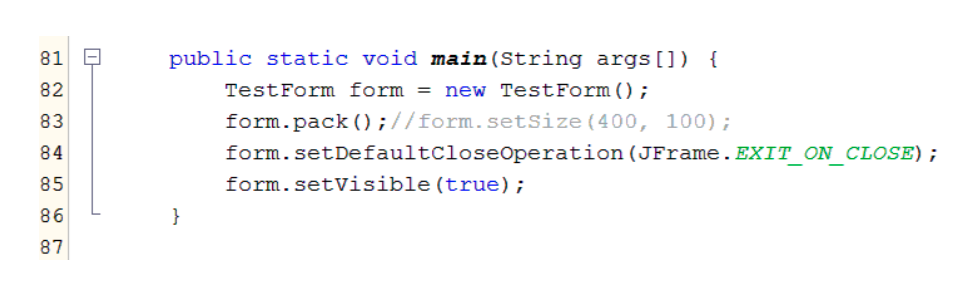 81 public static void main(String args[]) {
82 TestForm form = new TestForm();
83 form.pack();//form.setSize(400, 100);
84 form.setDefaultCloseOperation(JFrame.EXIT_ON_CLOSE);
85 form.setVisible(true);
86 }
87